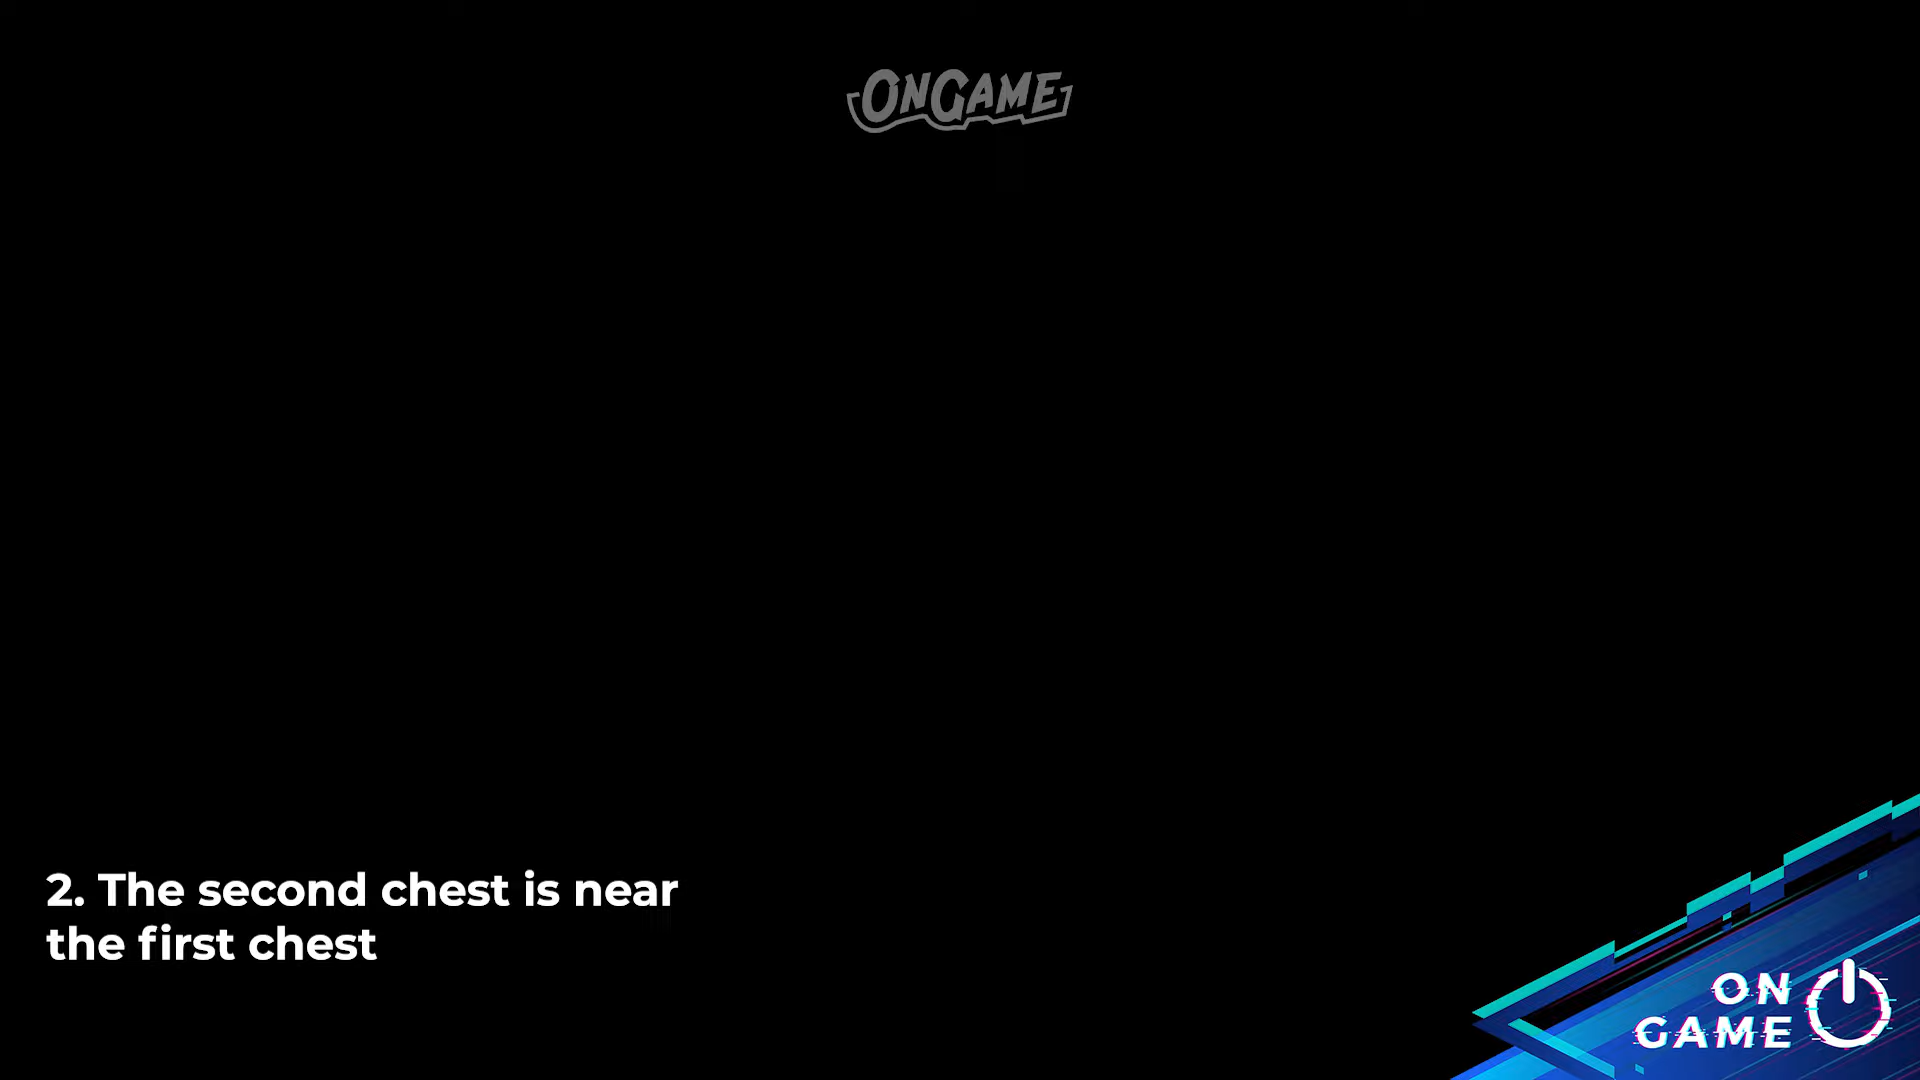 ONGAME
2. The second chest is near
the first chest
ON
GAME